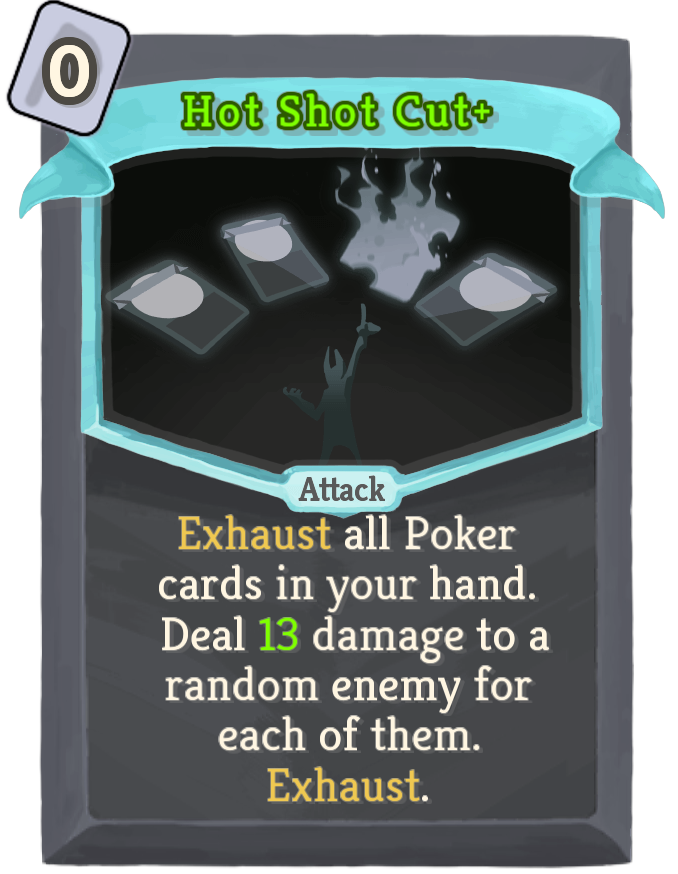 0
Hot Shot Cut+
Attack
Exhaust all Poker
cards in your hand.
Deal 13 damage to a
random enemy for
each of them.
Exhaust.